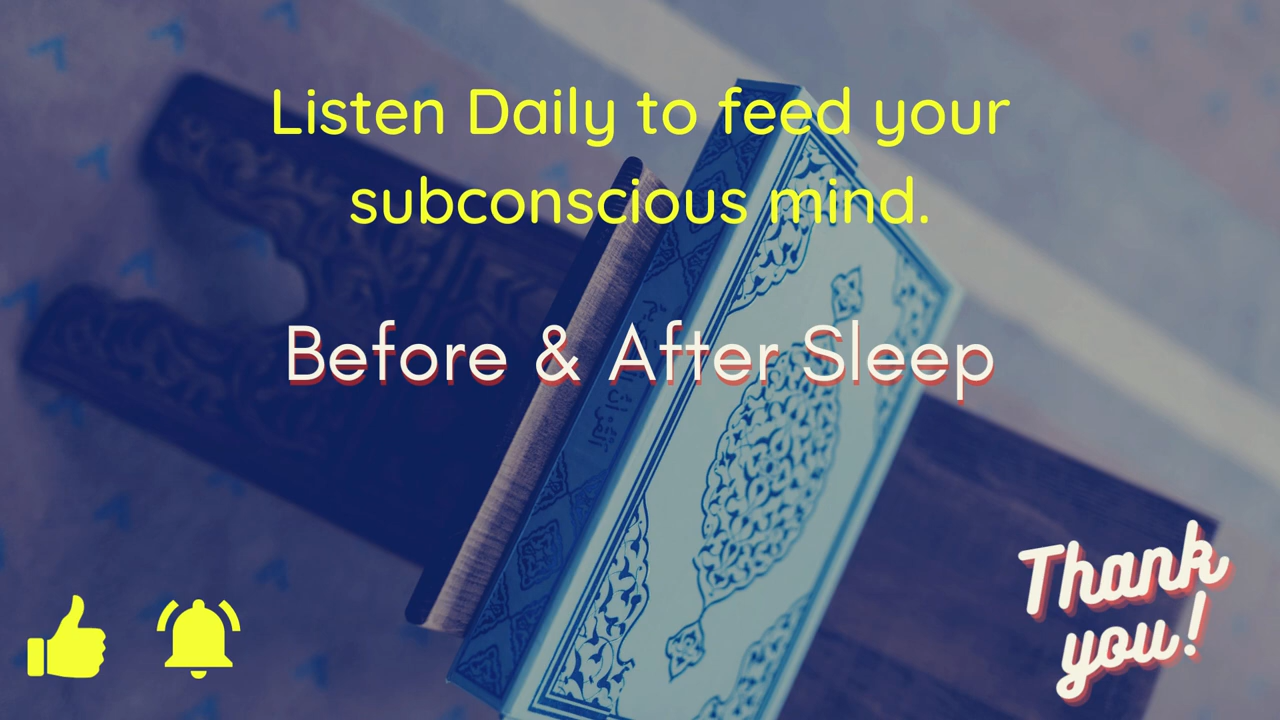 Listen Daily to feed your
subconscious mind.
Before & After Sleep
Thank
you!